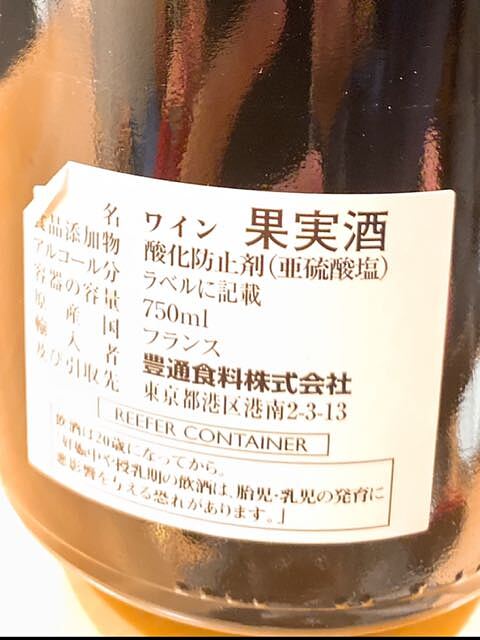 名 ワイン 果実酒
食品添加物 酸化防止剤(亜硫酸塩)
アルコール分 ラベルに記載
容器の容量 750ml
原産国 フランス
輸入者 豊通食料株式会社
及び引取先 東京都港区港南2-3-13
REEFER CONTAINER
飲酒は20歳になってから。
妊娠中や授乳期の飲酒は、胎児・乳児の発育に
悪影響を与える恐れがあります。」